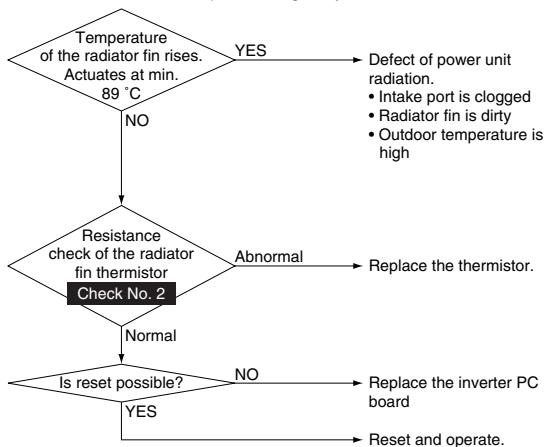 Temperature
of the radiator fin rises.
Actuates at min.
89 ˚C
YES
Defect of power unit
radiation.
• Intake port is clogged
• Radiator fin is dirty
• Outdoor temperature is
high
NO
Resistance
check of the radiator
fin thermistor
Check No. 2
Abnormal
Replace the thermistor.
Normal
Is reset possible?
NO
Replace the inverter PC
board
YES
Reset and operate.